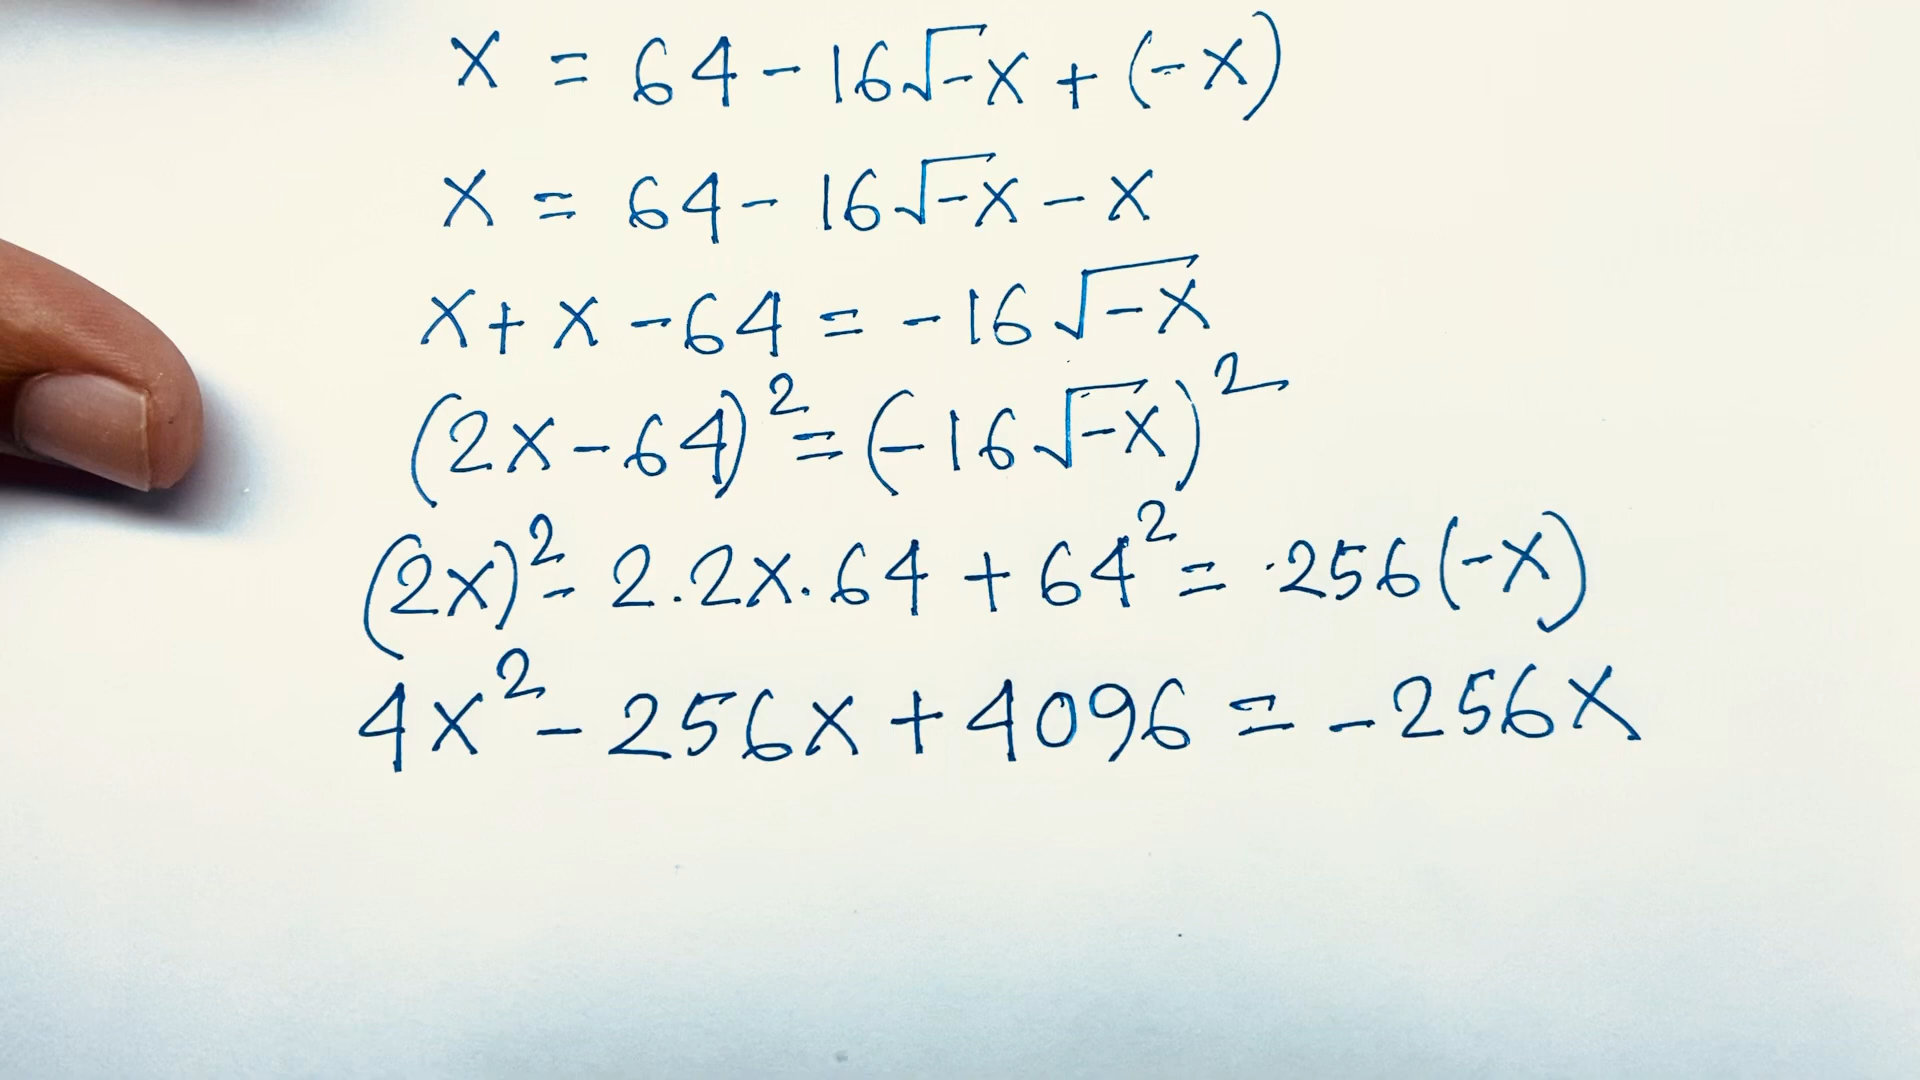 x = 64 - 16√-x + (-x)
x = 64 - 16√-x - x
x + x - 64 = -16√-x
(2x - 64)² = (-16√-x)²
(2x)² - 2.2x.64 + 64² = 256(-x)
4x² - 256x + 4096 = -256x